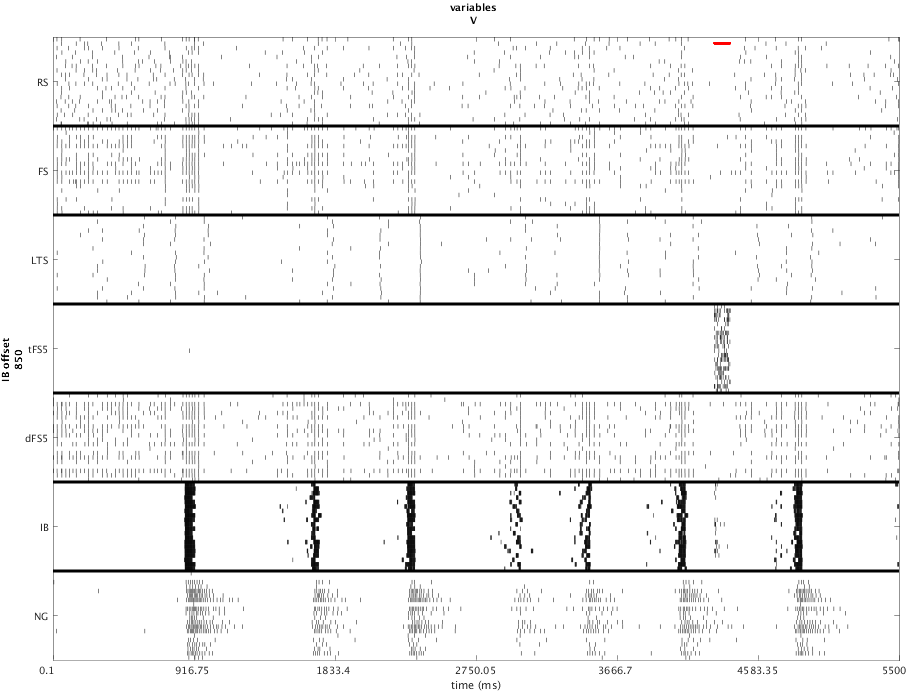 variables
V
RS
FS
LTS
tFS5
dFS5
IB
NG
IB offset
850
0.1
916.75
1833.4
2750.05
3666.7
4583.35
5500
time (ms)